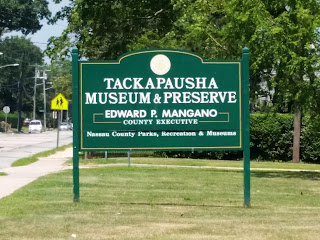 TACKAPAUSHA
MUSEUM & PRESERVE
EDWARD P. MANGANO
COUNTY EXECUTIVE
Nassau County Parks, Recreation & Museums